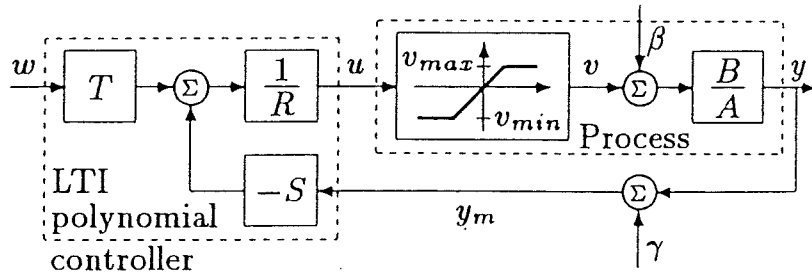 w
T
Σ
1
R
u
v_max
v_min
v
β
Σ
B
A
y
Process
LTI
polynomial
controller
-S
y_m
Σ
γ